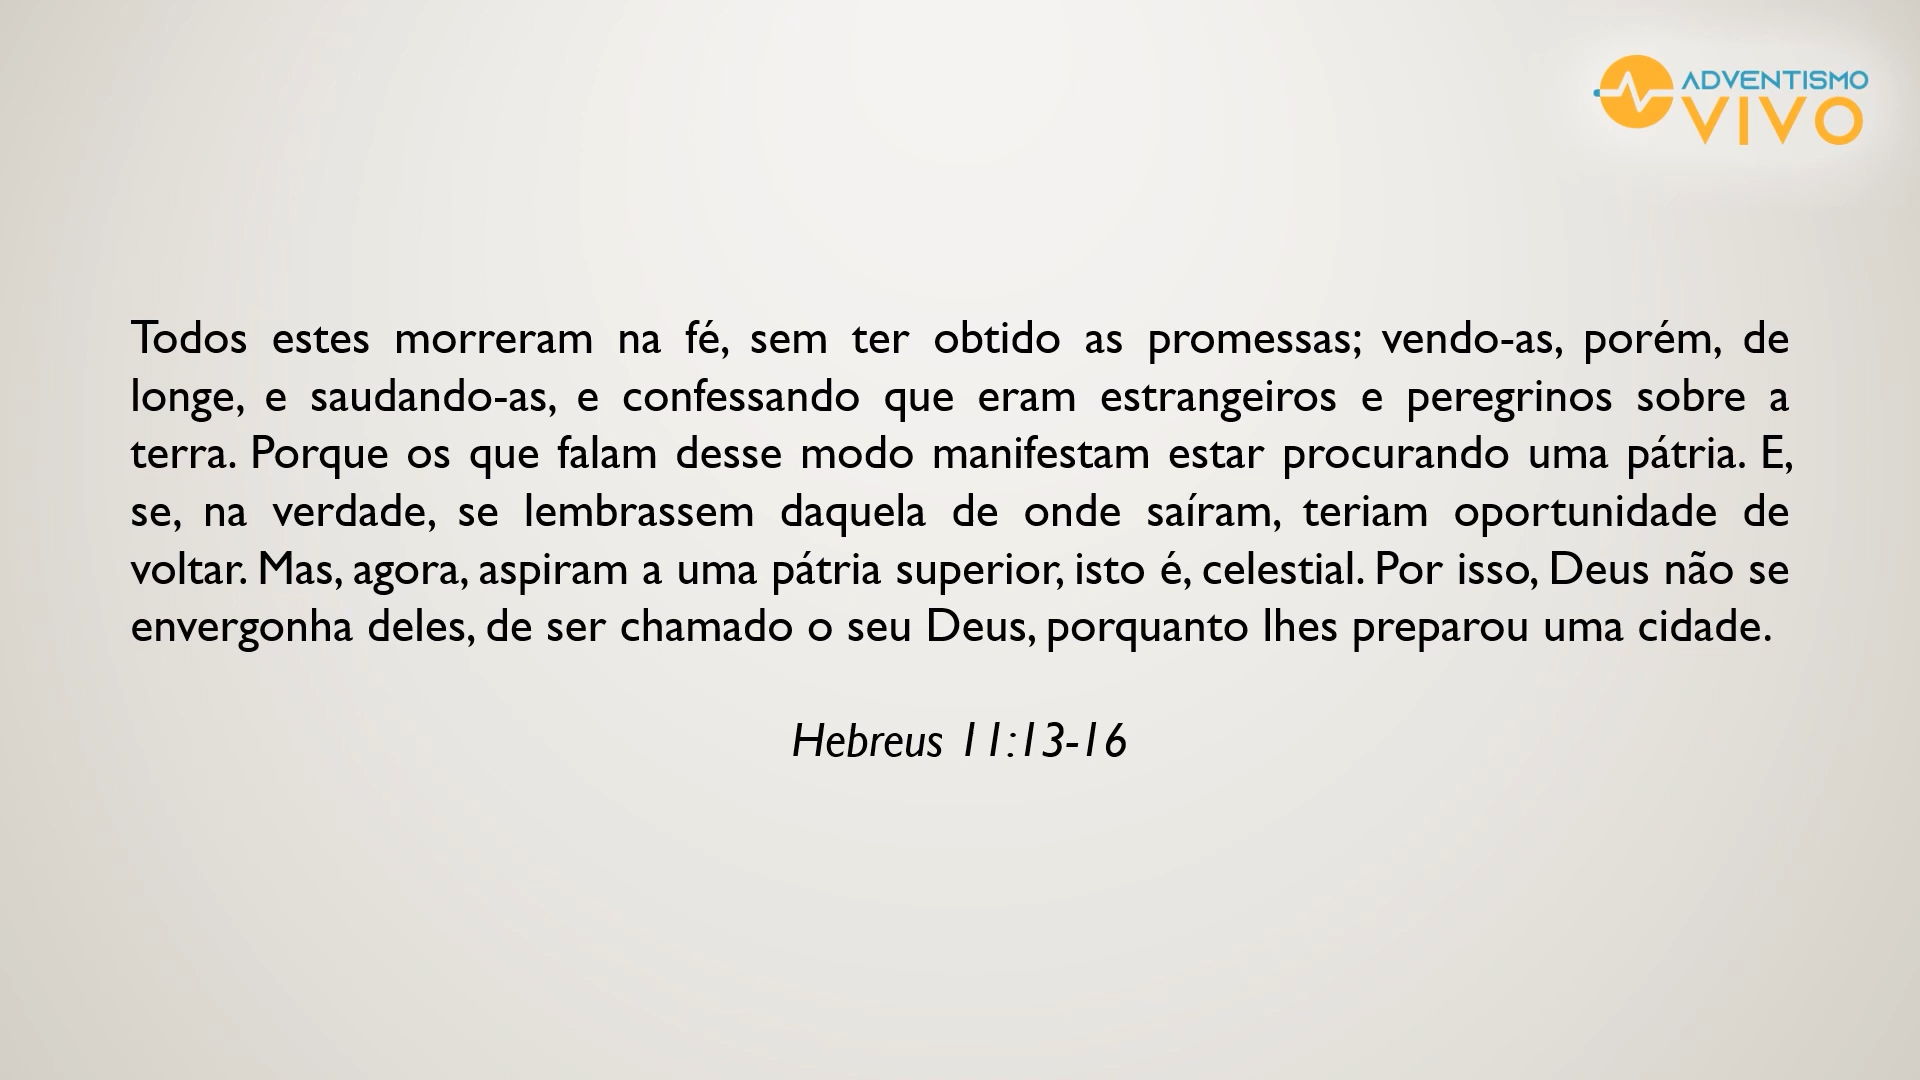 ADVENTISMO
VIVO
Todos estes morreram na fé, sem ter obtido as promessas; vendo-as, porém, de
longe, e saudando-as, e confessando que eram estrangeiros e peregrinos sobre a
terra. Porque os que falam desse modo manifestam estar procurando uma pátria. E,
se, na verdade, se lembrassem daquela de onde saíram, teriam oportunidade de
voltar. Mas, agora, aspiram a uma pátria superior, isto é, celestial. Por isso, Deus não se
envergonha deles, de ser chamado o seu Deus, porquanto lhes preparou uma cidade.
Hebreus 11:13-16